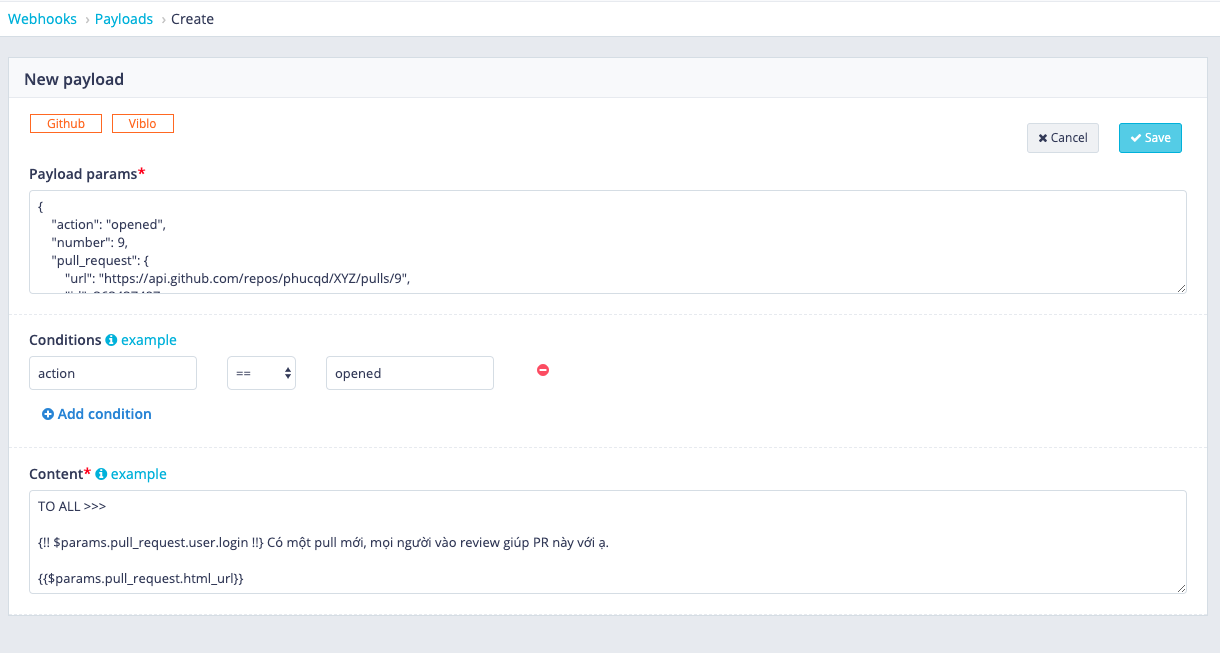 Webhooks › Payloads › Create
New payload
Github Viblo
Cancel Save
Payload params*
{
"action": "opened",
"number": 9,
"pull_request": {
"url": "https://api.github.com/repos/phucqd/XYZ/pulls/9",
Conditions example
action == opened
Add condition
Content* example
TO ALL >>>
{!! $params.pull_request.user.login !!} Có một pull mới, mọi người vào review giúp PR này với ạ.
{{$params.pull_request.html_url}}